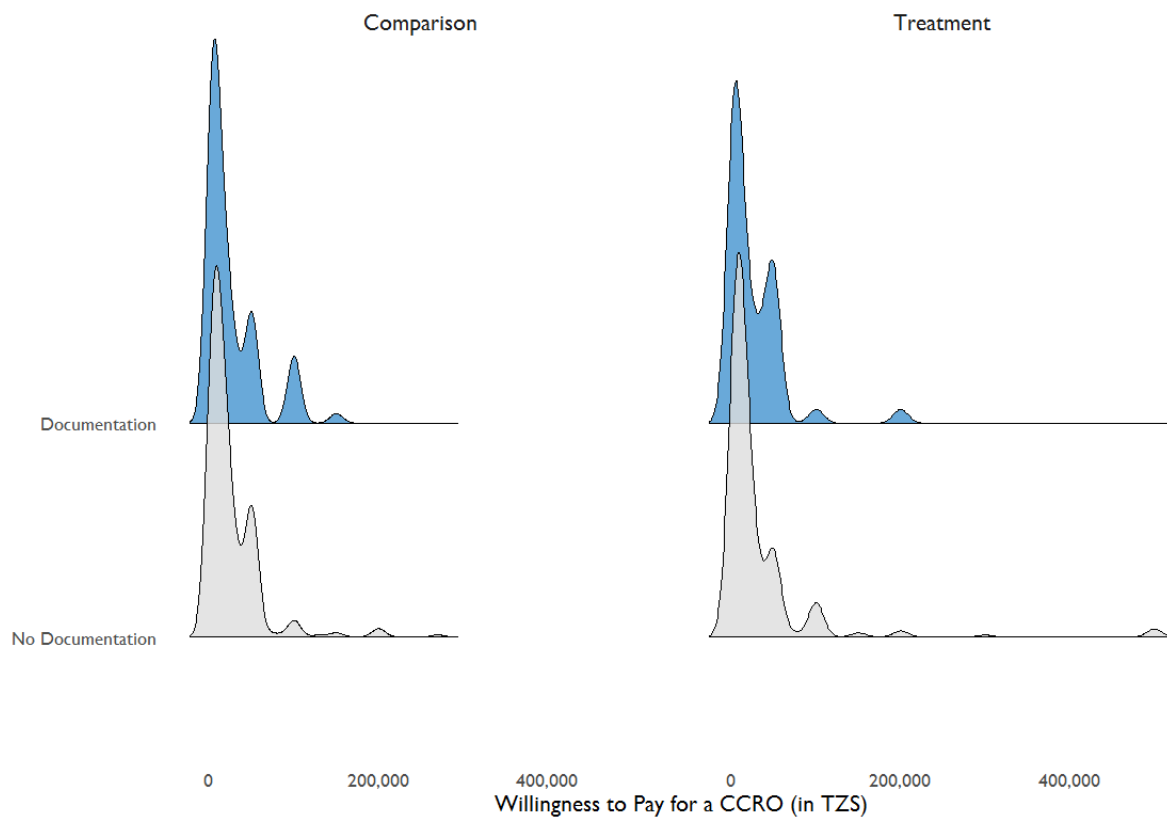 Comparison
Treatment
Documentation
No Documentation
0 200,000 400,000
0 200,000 400,000
Willingness to Pay for a CCRO (in TZS)